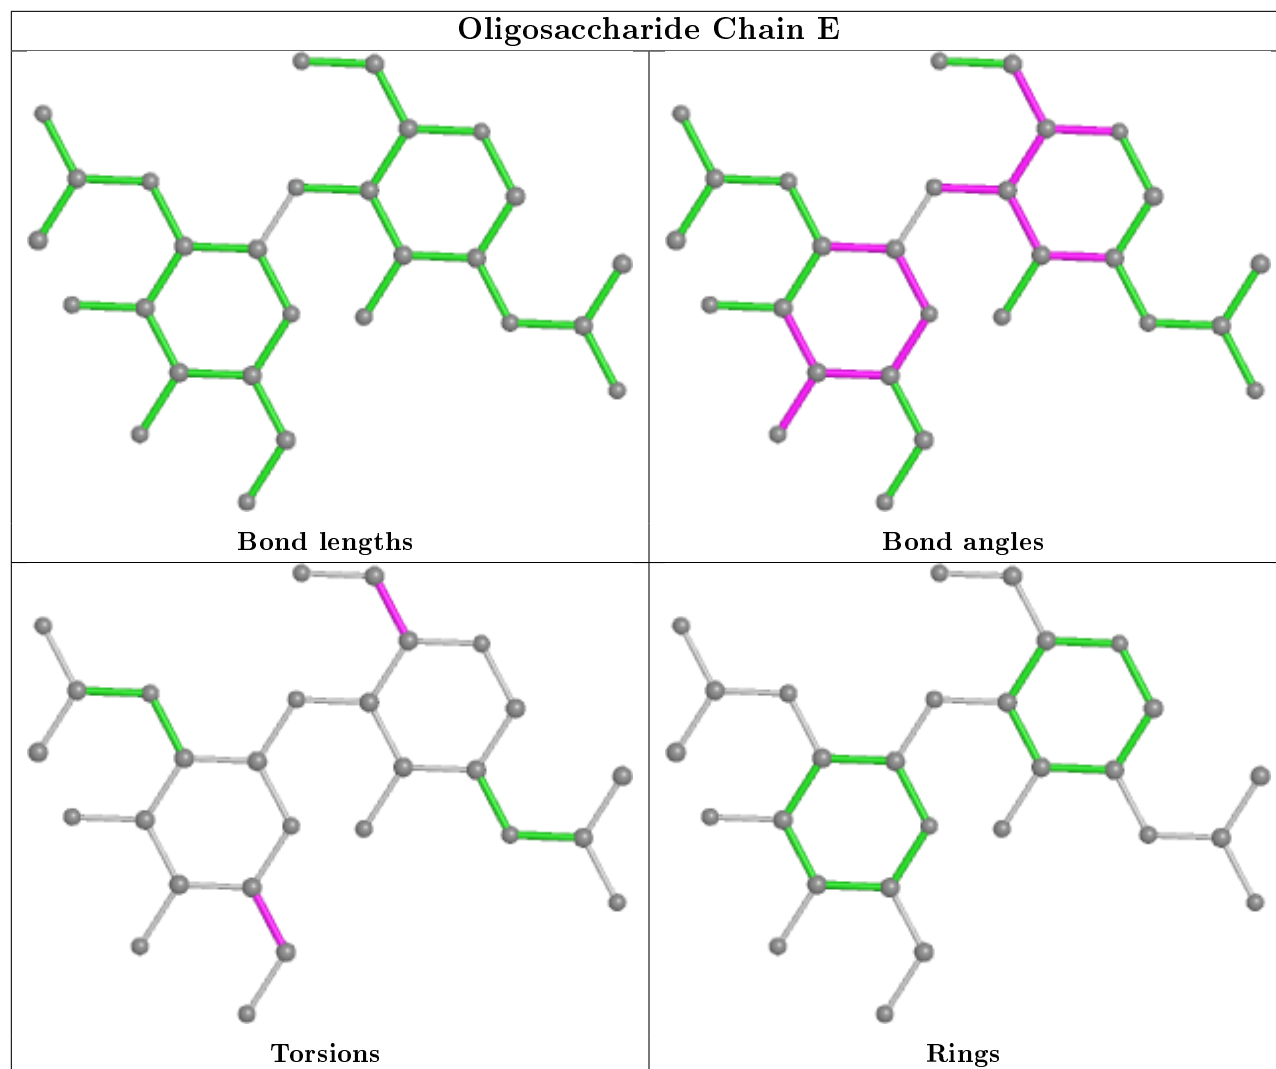 Oligosaccharide Chain E
Bond lengths
Bond angles
Torsions
Rings